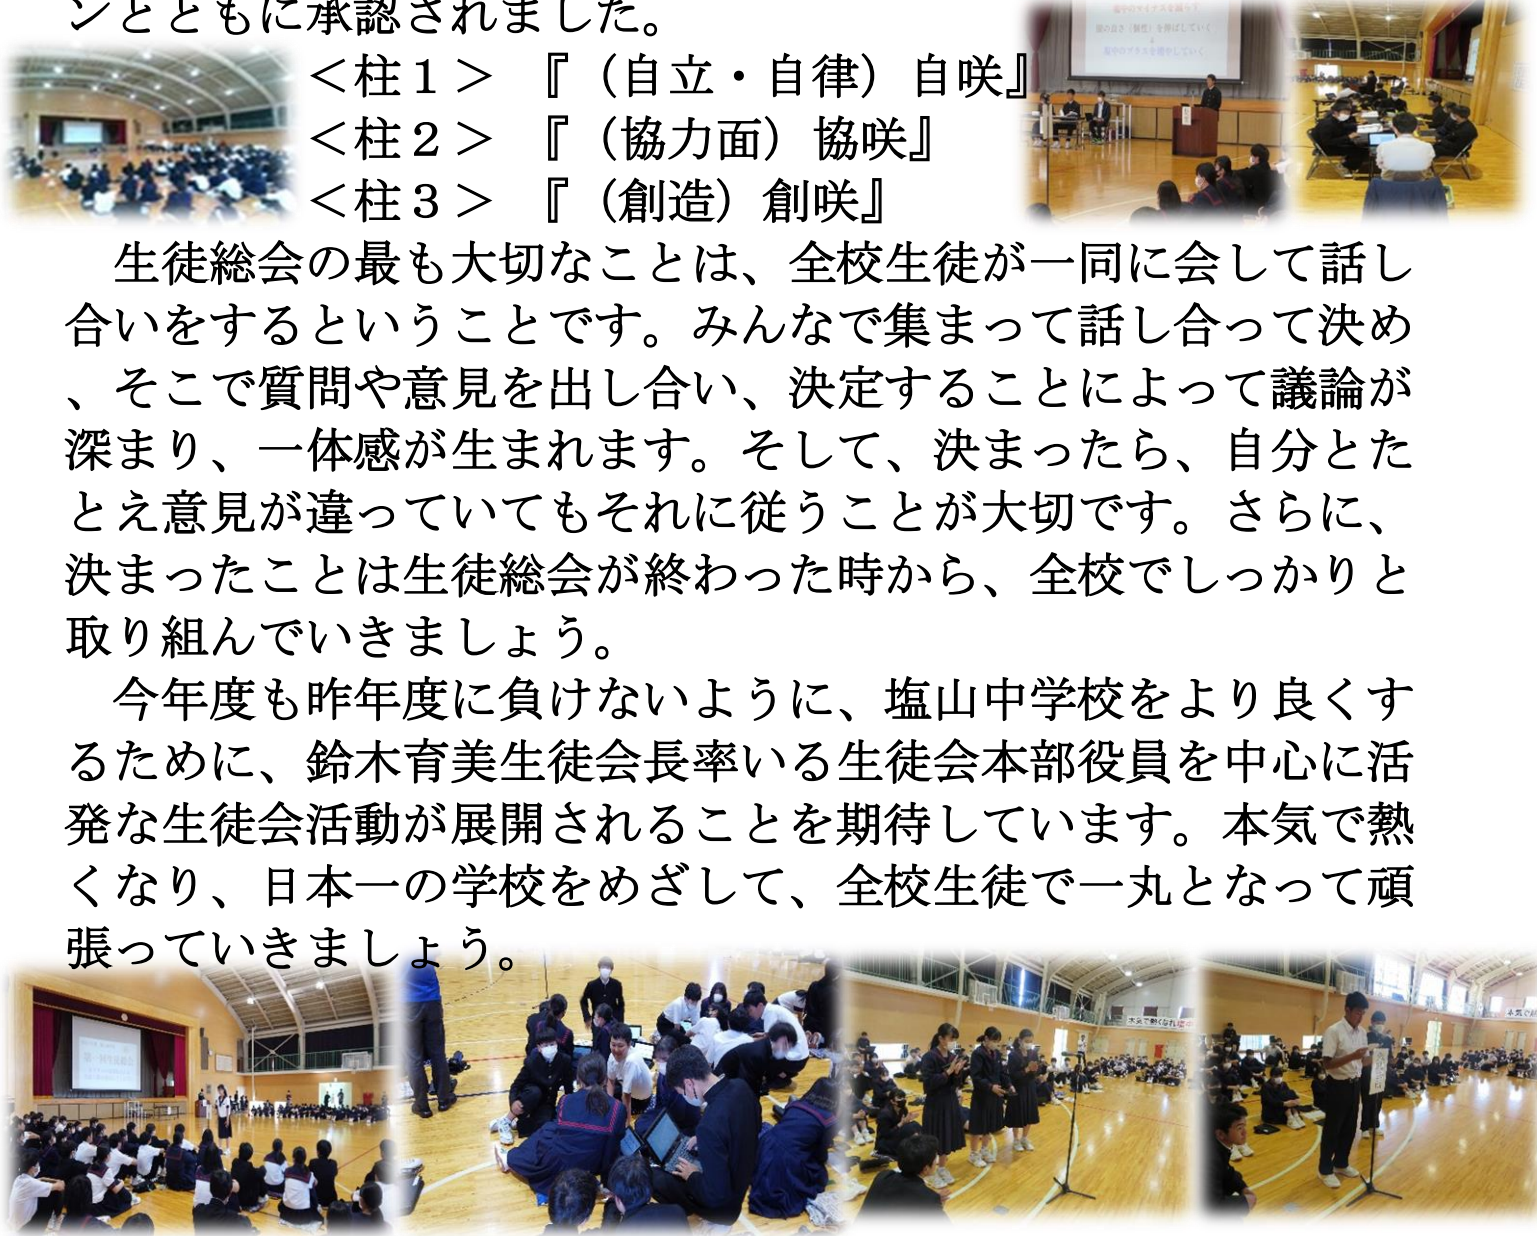 ンとともに承認されました。
＜柱１＞　『（自立・自律）自咲』
＜柱２＞　『（協力面）協咲』
＜柱３＞　『（創造）創咲』
　生徒総会の最も大切なことは、全校生徒が一同に会して話し
合いをするということです。みんなで集まって話し合って決め
、そこで質問や意見を出し合い、決定することによって議論が
深まり、一体感が生まれます。そして、決まったら、自分とた
とえ意見が違っていてもそれに従うことが大切です。さらに、
決まったことは生徒総会が終わった時から、全校でしっかりと
取り組んでいきましょう。
　今年度も昨年度に負けないように、塩山中学校をより良くす
るために、鈴木育美生徒会長率いる生徒会本部役員を中心に活
発な生徒会活動が展開されることを期待しています。本気で熱
くなり、日本一の学校をめざして、全校生徒で一丸となって頑
張っていきましょう。